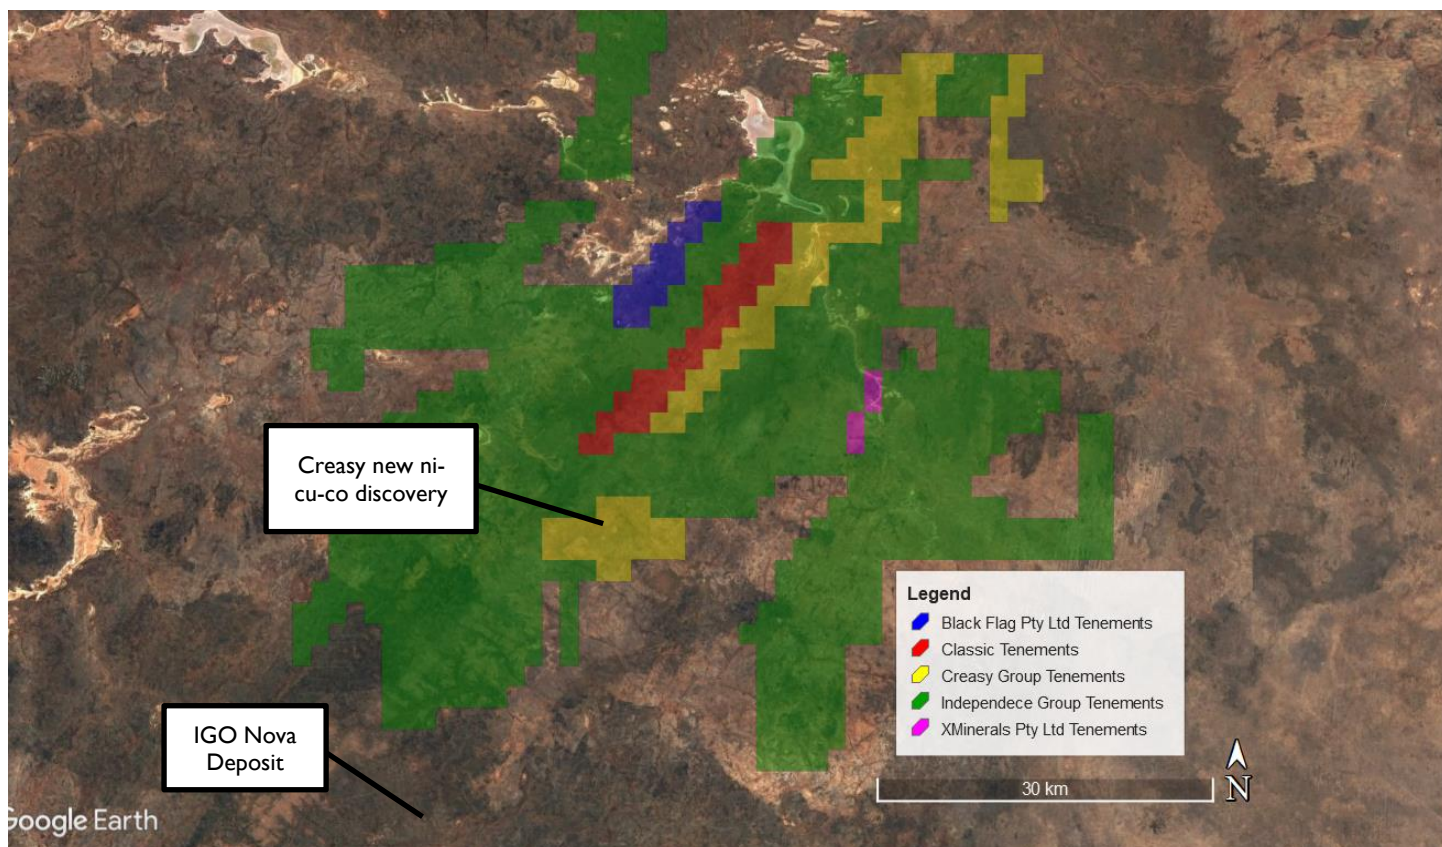 Creasy new ni-
cu-co discovery
Legend
Black Flag Pty Ltd Tenements
Classic Tenements
Creasy Group Tenements
Independece Group Tenements
XMinerals Pty Ltd Tenements
IGO Nova
Deposit
30 km
N
Google Earth